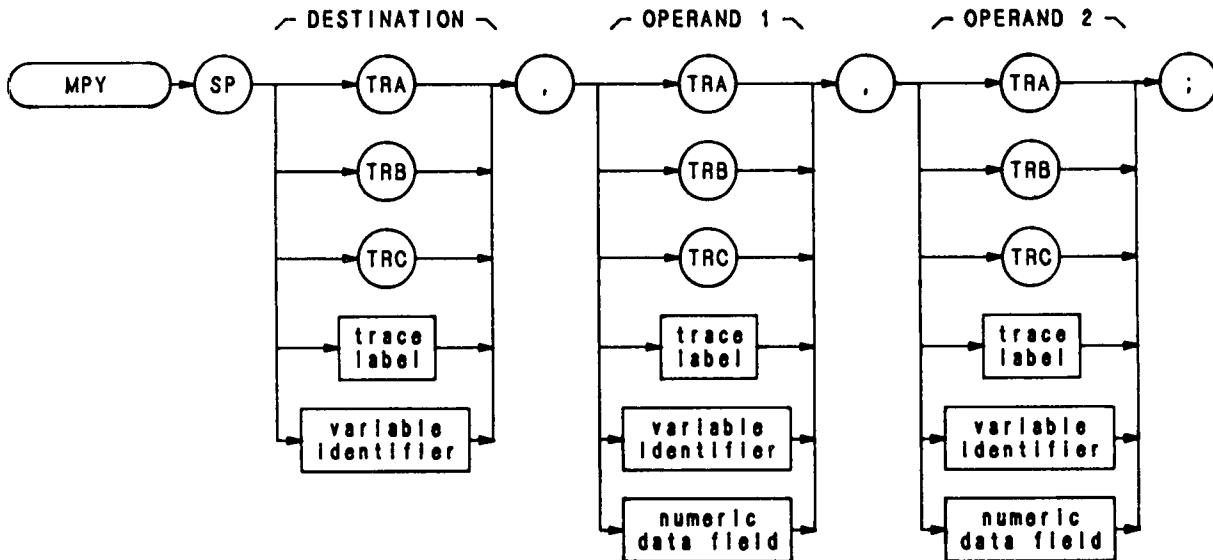 DESTINATION OPERAND 1 OPERAND 2
MPY SP TRA , TRA , TRA ;
TRB TRB TRB
TRC TRC TRC
trace trace trace
label label label
variable variable variable
identifier identifier identifier
numeric numeric
data field data field